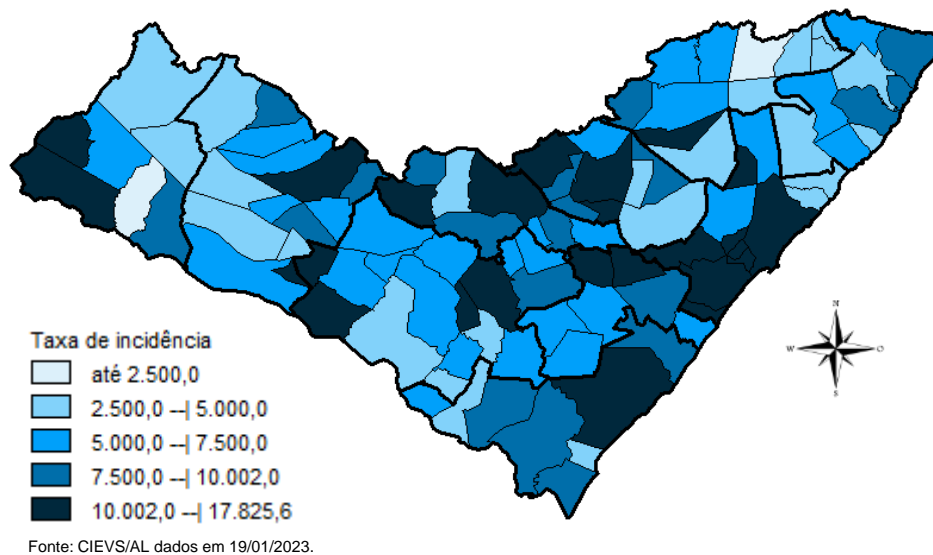 Taxa de incidência
até 2.500,0
2.500,0 --| 5.000,0
5.000,0 --| 7.500,0
7.500,0 --| 10.002,0
10.002,0 --| 17.825,6
N
W
O
S
Fonte: CIEVS/AL dados em 19/01/2023.